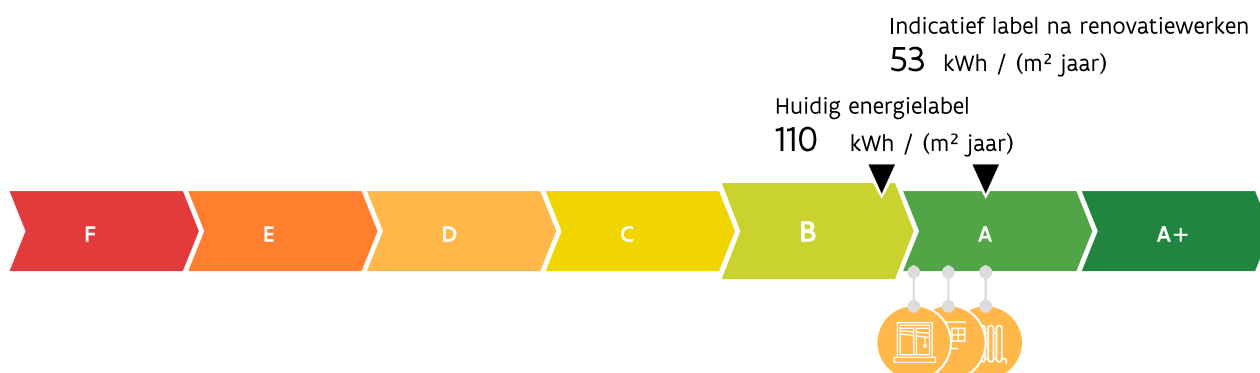 Indicatief label na renovatiewerken
53 kWh / (m² jaar)
Huidig energielabel
110 kWh / (m² jaar)
F E D C B A A+